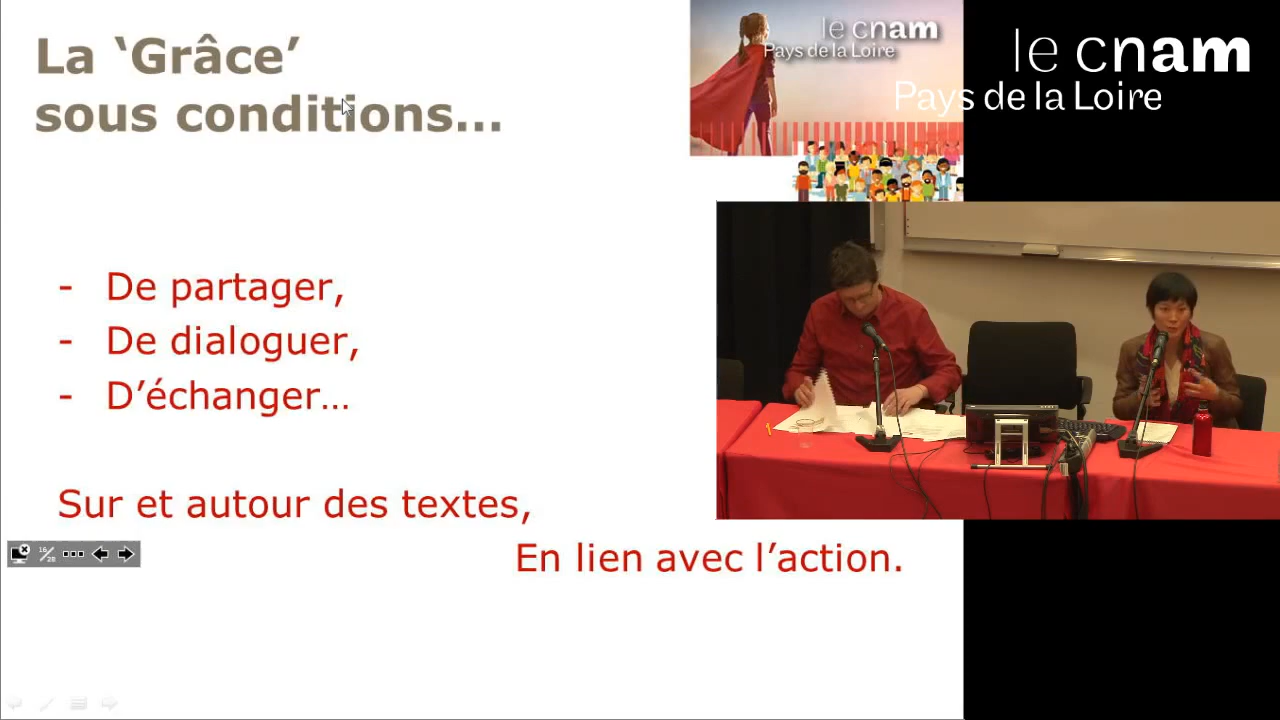 La ‘Grâce’
sous conditions...
le cnam
Pays de la Loire
le cnam
Pays de la Loire
- De partager,
- De dialoguer,
- D’échanger...
Sur et autour des textes,
En lien avec l’action.